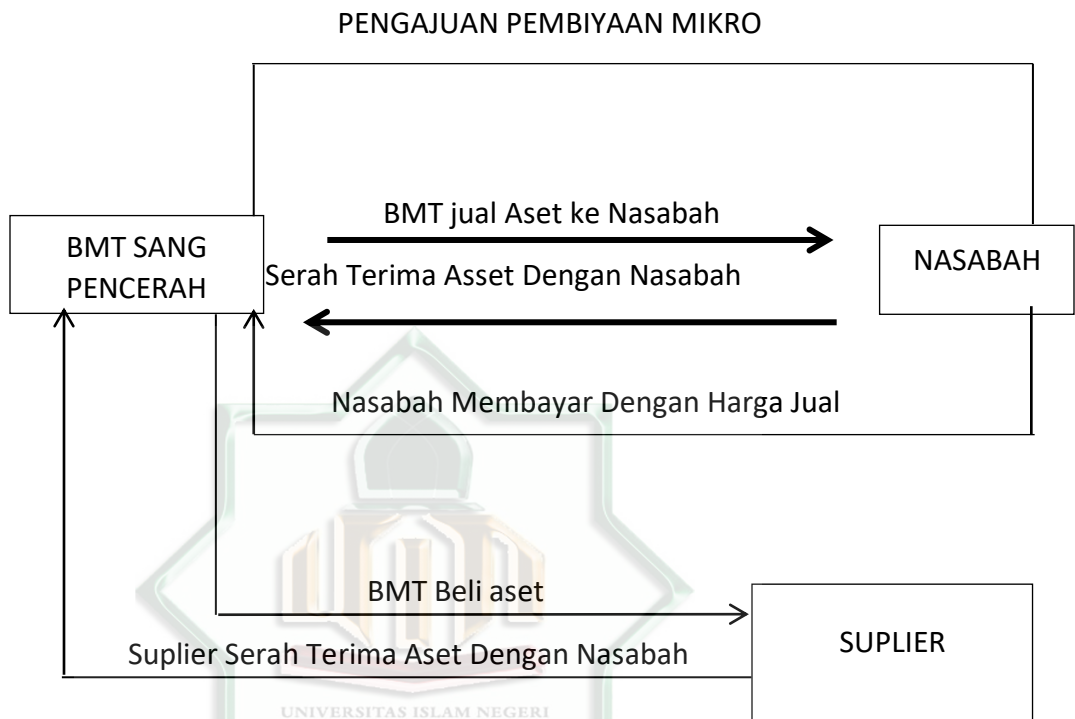 PENGAJUAN PEMBIYAAN MIKRO
BMT jual Aset ke Nasabah
BMT SANG
PENCERAH
NASABAH
Serah Terima Asset Dengan Nasabah
Nasabah Membayar Dengan Harga Jual
BMT Beli aset
SUPLIER
Suplier Serah Terima Aset Dengan Nasabah
UNIVERSITAS ISLAM NEGERI